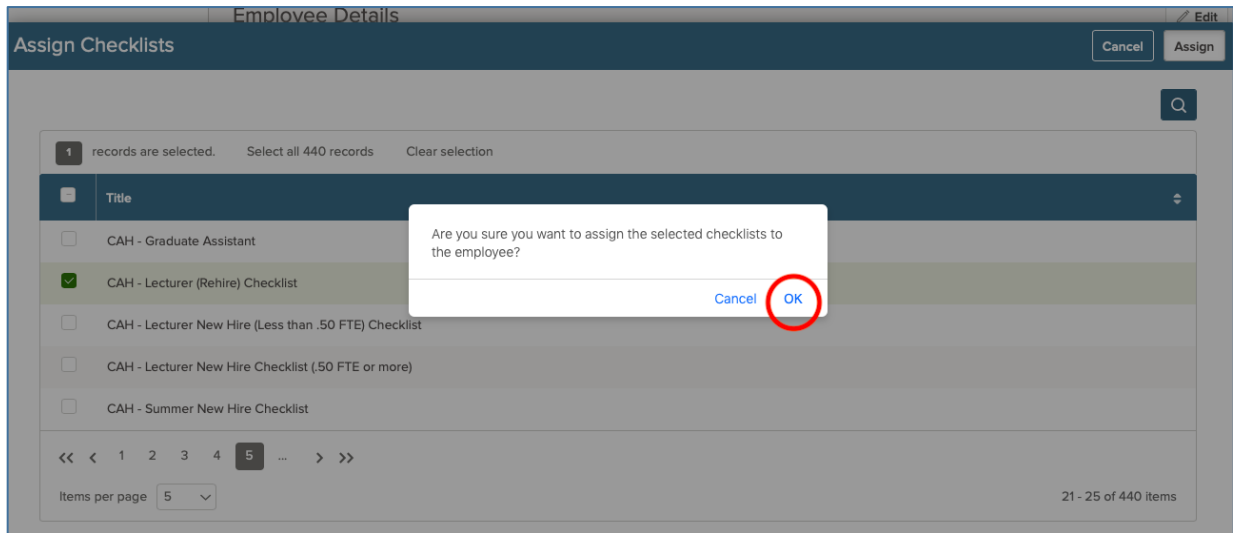 Employee Details
Edit
Assign Checklists
Cancel
Assign
1 records are selected. Select all 440 records Clear selection
Title
CAH - Graduate Assistant
Are you sure you want to assign the selected checklists to
the employee?
CAH - Lecturer (Rehire) Checklist
Cancel OK
CAH - Lecturer New Hire (Less than .50 FTE) Checklist
CAH - Lecturer New Hire Checklist (.50 FTE or more)
CAH - Summer New Hire Checklist
<< < 1 2 3 4 5 ... > >>
Items per page 5
21 - 25 of 440 items